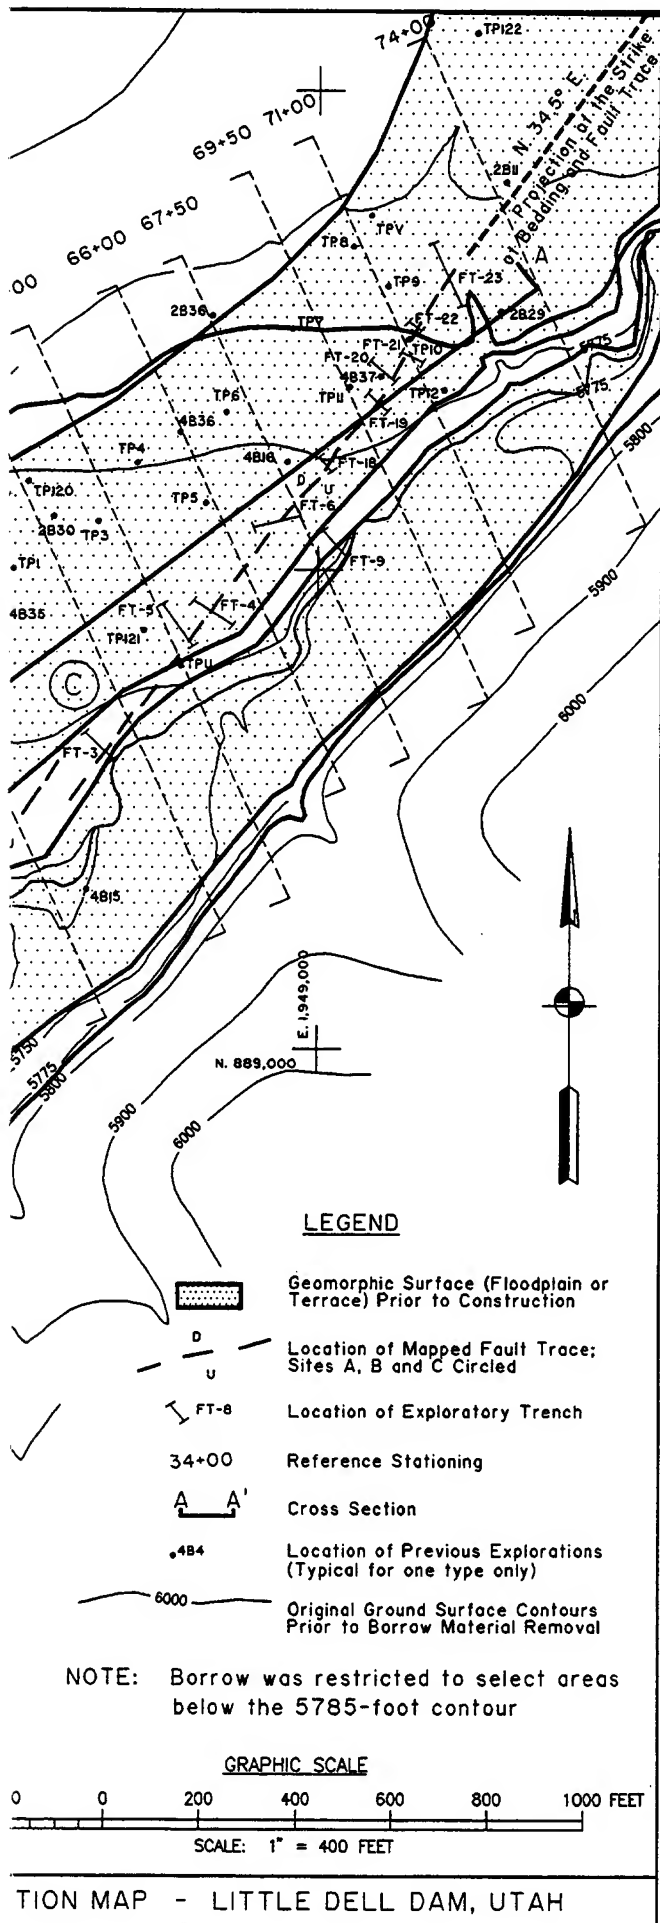 74+00
TP122
N. 34.5° E.
Projection of the Strike
of Bedding and Fault Trace
71+00
69+50
2B11
67+50
TPV
TP8
66+00
A
00
FT-23
TP9
2B36
FT-22
2B29
TPY
FT-21
TP10
5775
FT-20
4B37
TP11
TP12
5775
TP6
FT-19
4B36
5800
TP4
4B16
FT-18
D
U
TP120
TP5
FT-6
2B30
TP3
TP1
FT-9
5900
4B35
FT-5
FT-4
TP121
TPU
C
6000
FT-3
4B15
E. 1,949,000
5750
N. 889,000
5775
5800
5900
6000
LEGEND
Geomorphic Surface (Floodplain or
Terrace) Prior to Construction
D
U
Location of Mapped Fault Trace;
Sites A, B and C Circled
FT-8
Location of Exploratory Trench
34+00
Reference Stationing
A A'
Cross Section
4B4
Location of Previous Explorations
(Typical for one type only)
6000
Original Ground Surface Contours
Prior to Borrow Material Removal
NOTE: Borrow was restricted to select areas
below the 5785-foot contour
GRAPHIC SCALE
0 0 200 400 600 800 1000 FEET
SCALE: 1" = 400 FEET
TION MAP - LITTLE DELL DAM, UTAH